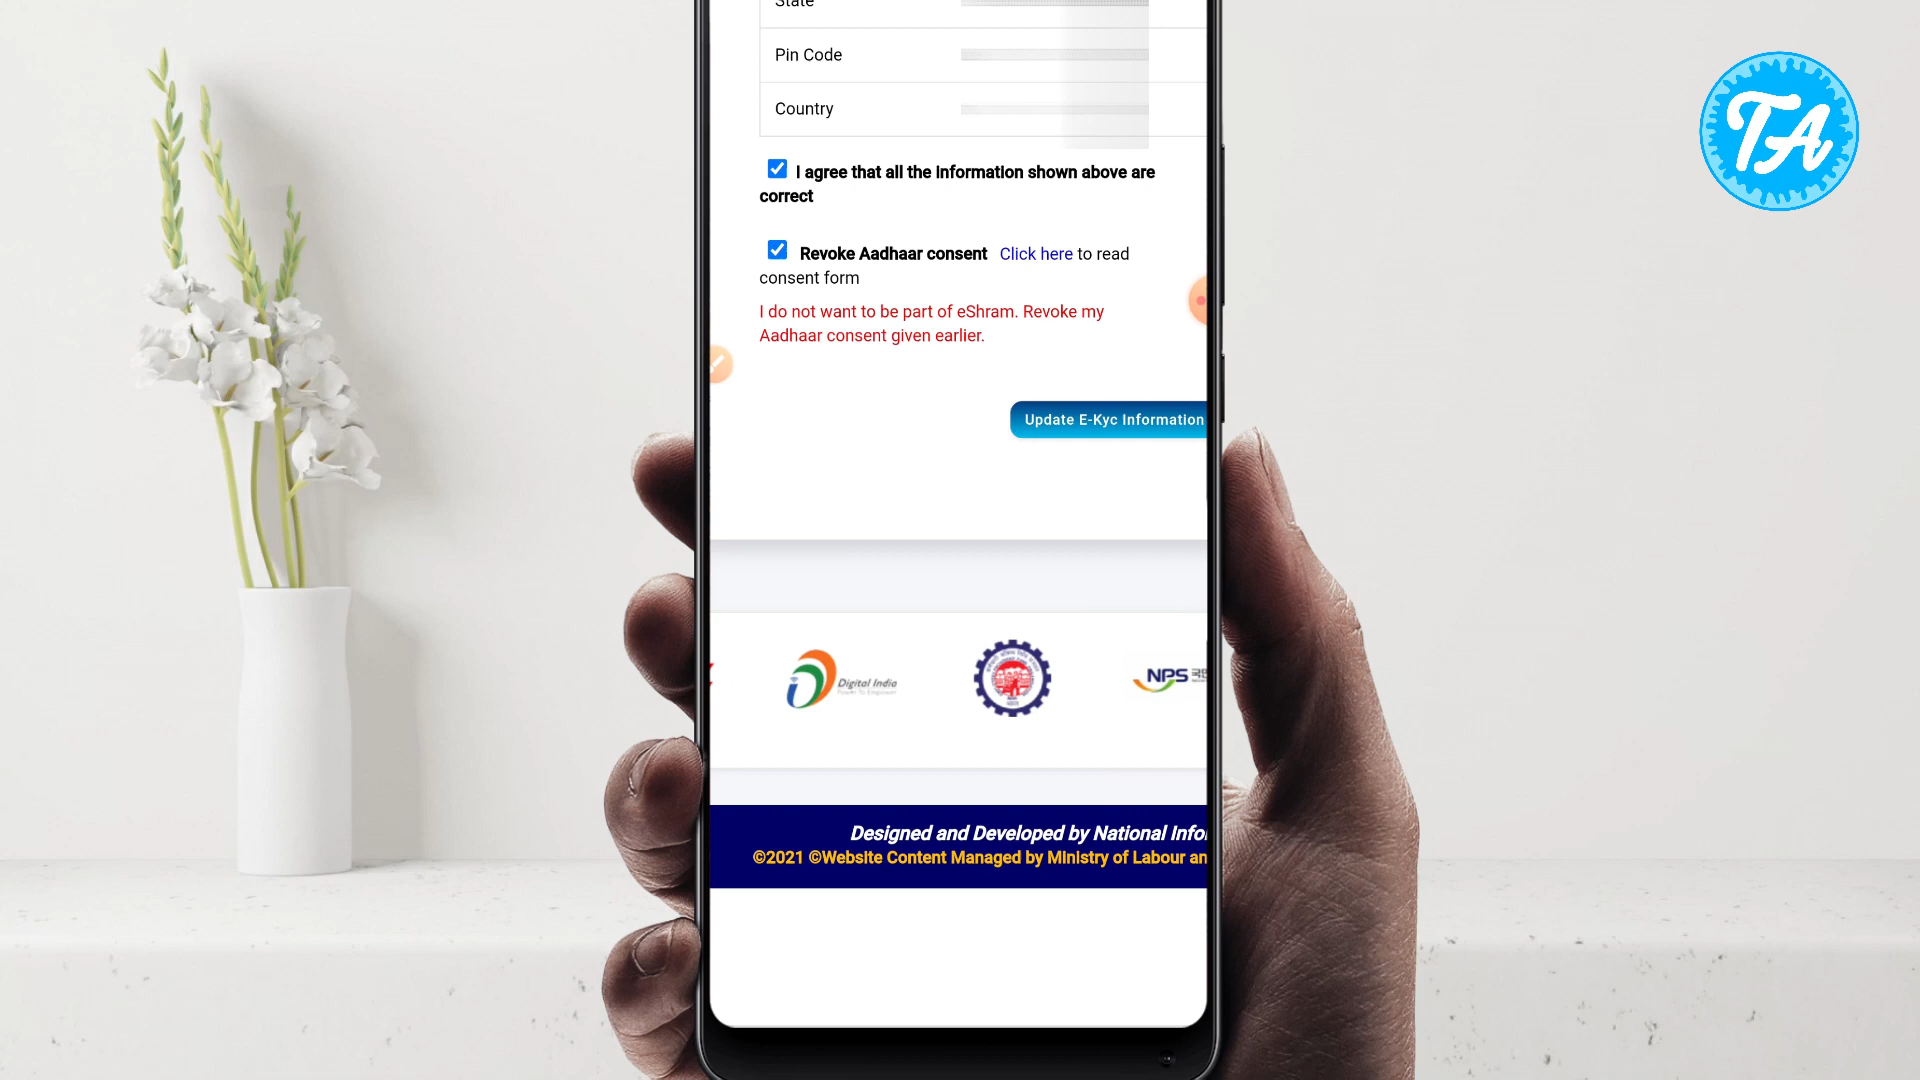 State
TA
Pin Code
Country
I agree that all the information shown above are
correct
Revoke Aadhaar consent Click here to read
consent form
I do not want to be part of eShram. Revoke my
Aadhaar consent given earlier.
Update E-Kyc Information
Digital India
Power To Empower
NPS
Designed and Developed by National Info
©2021 ©Website Content Managed by Ministry of Labour an